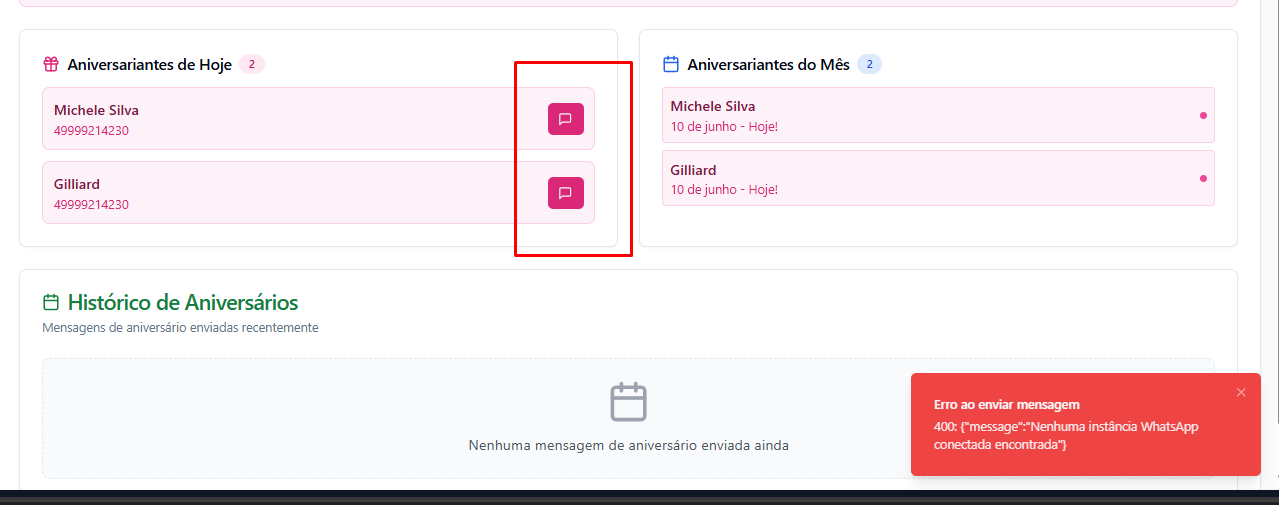 Aniversariantes de Hoje 2
Michele Silva
49999214230
Gilliard
49999214230
Aniversariantes do Mês 2
Michele Silva
10 de junho - Hoje!
Gilliard
10 de junho - Hoje!
Histórico de Aniversários
Mensagens de aniversário enviadas recentemente
Nenhuma mensagem de aniversário enviada ainda
Erro ao enviar mensagem
400: {"message":"Nenhuma instância WhatsApp
conectada encontrada"}